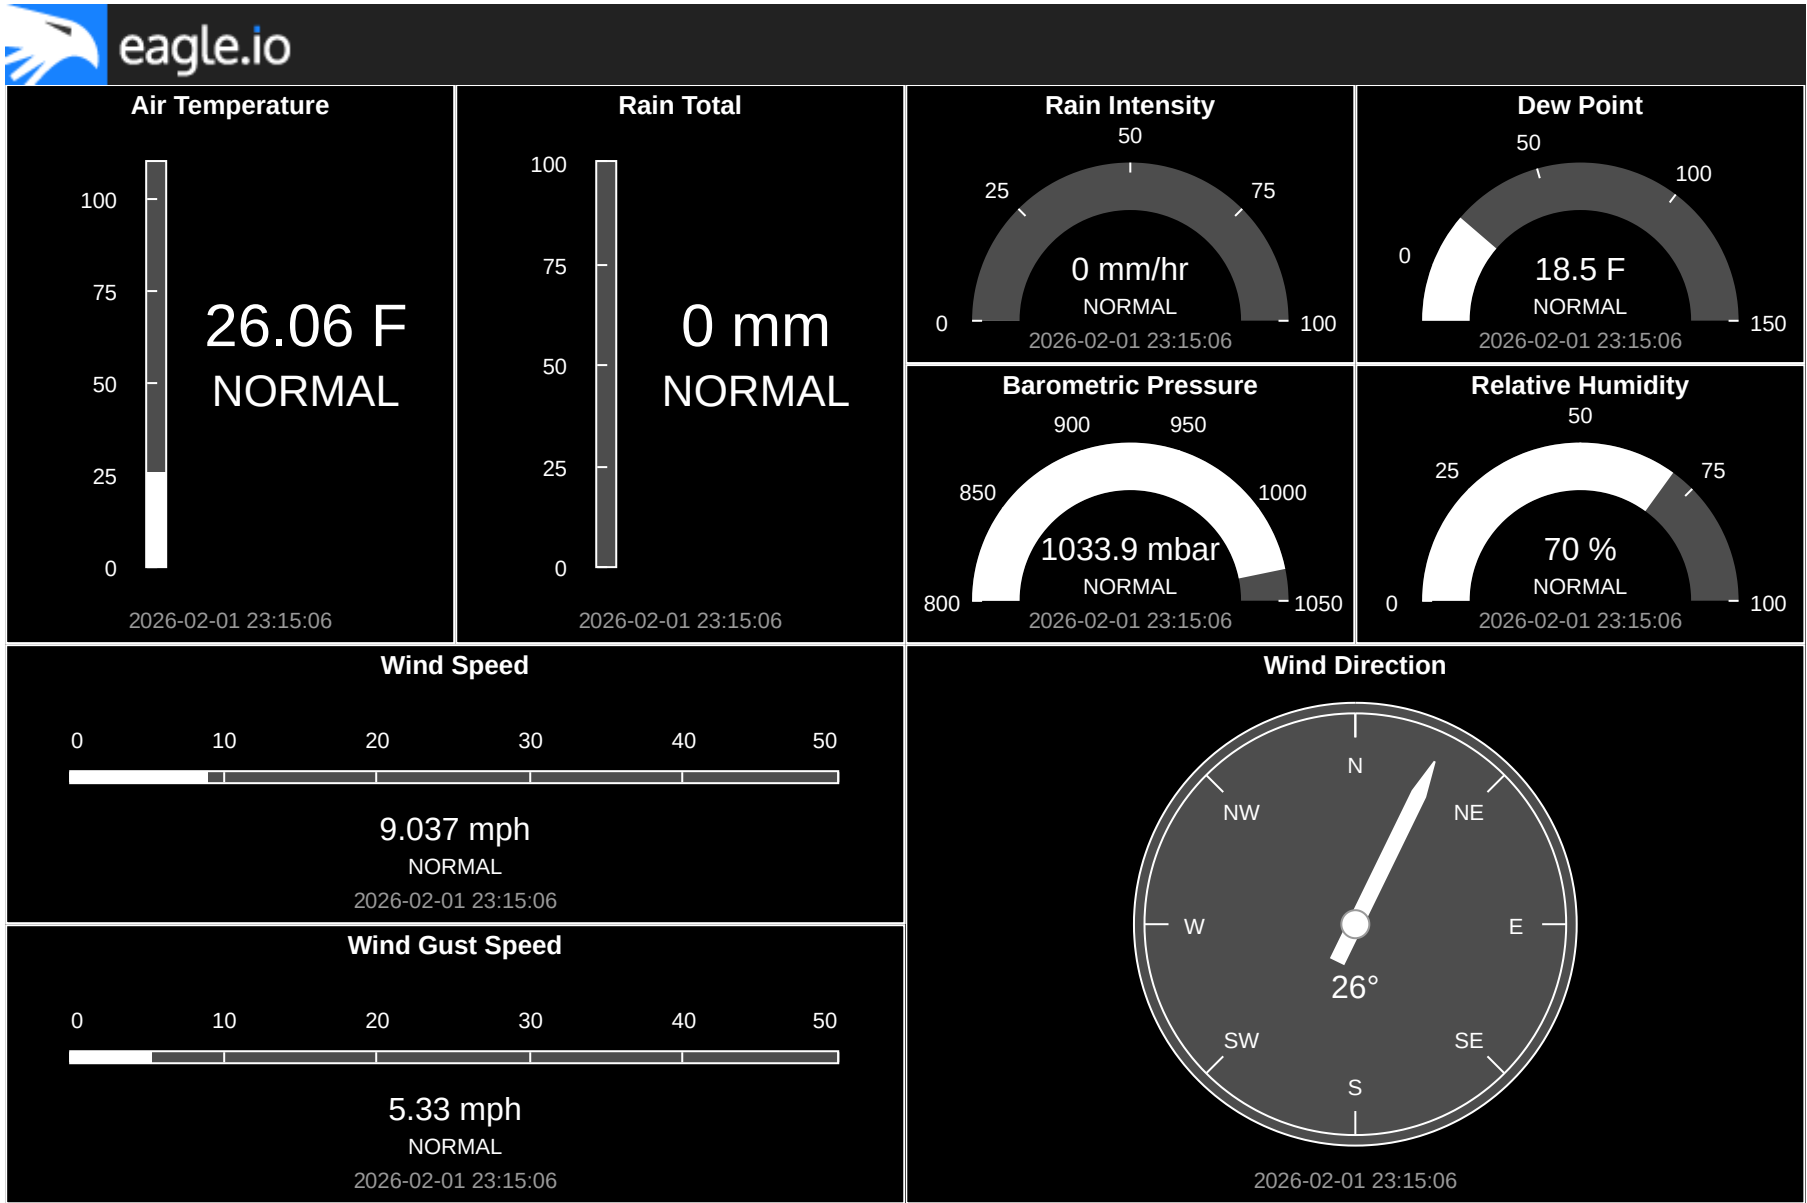 eagle.io
Air Temperature
100
75
50
25
0
26.06 F
NORMAL
2026-02-01 23:15:06
Rain Total
100
75
50
25
0
0 mm
NORMAL
2026-02-01 23:15:06
Rain Intensity
50
25
75
0
100
0 mm/hr
NORMAL
2026-02-01 23:15:06
Dew Point
50
100
0
150
18.5 F
NORMAL
2026-02-01 23:15:06
Barometric Pressure
900
950
850
1000
800
1050
1033.9 mbar
NORMAL
2026-02-01 23:15:06
Relative Humidity
50
25
75
0
100
70 %
NORMAL
2026-02-01 23:15:06
Wind Speed
0 10 20 30 40 50
9.037 mph
NORMAL
2026-02-01 23:15:06
Wind Gust Speed
0 10 20 30 40 50
5.33 mph
NORMAL
2026-02-01 23:15:06
Wind Direction
N
NW NE
W E
26°
SW SE
S
2026-02-01 23:15:06